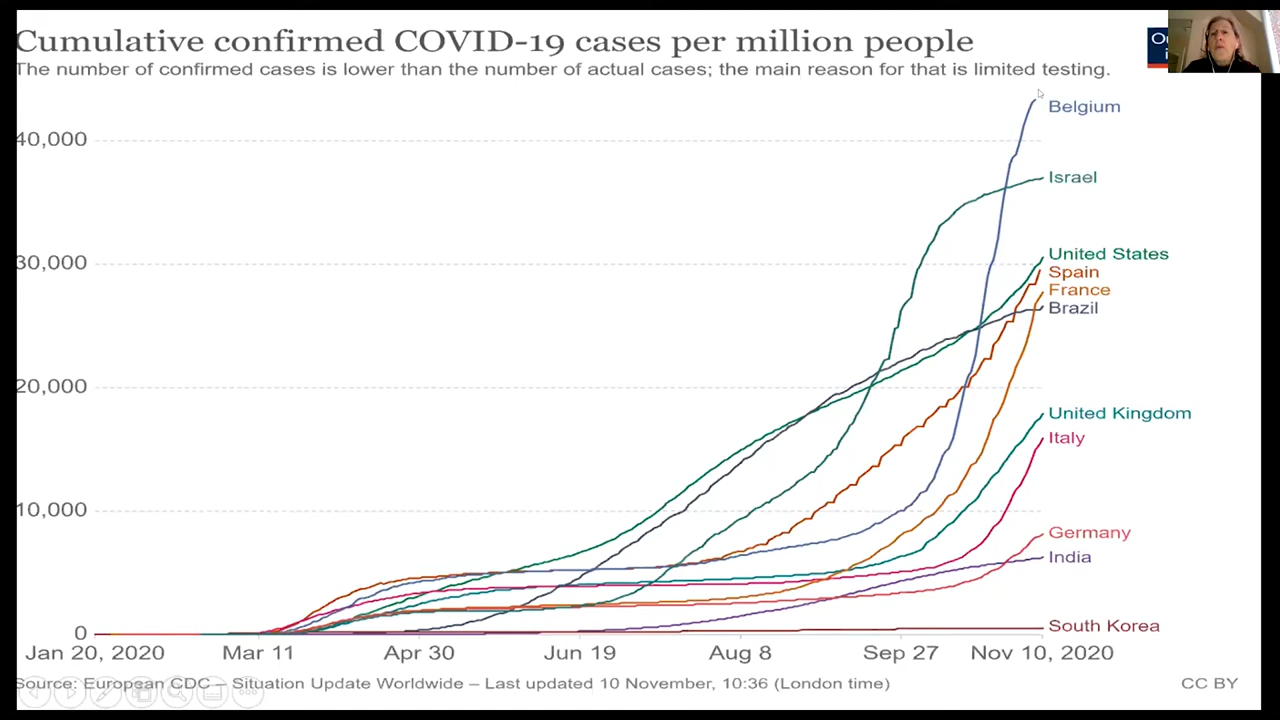 Cumulative confirmed COVID-19 cases per million people
The number of confirmed cases is lower than the number of actual cases; the main reason for that is limited testing.
Belgium
40,000
Israel
30,000
United States
Spain
France
Brazil
20,000
United Kingdom
Italy
10,000
Germany
India
South Korea
0
Jan 20, 2020 Mar 11 Apr 30 Jun 19 Aug 8 Sep 27 Nov 10, 2020
Source: European CDC – Situation Update Worldwide – Last updated 10 November, 10:36 (London time) CC BY